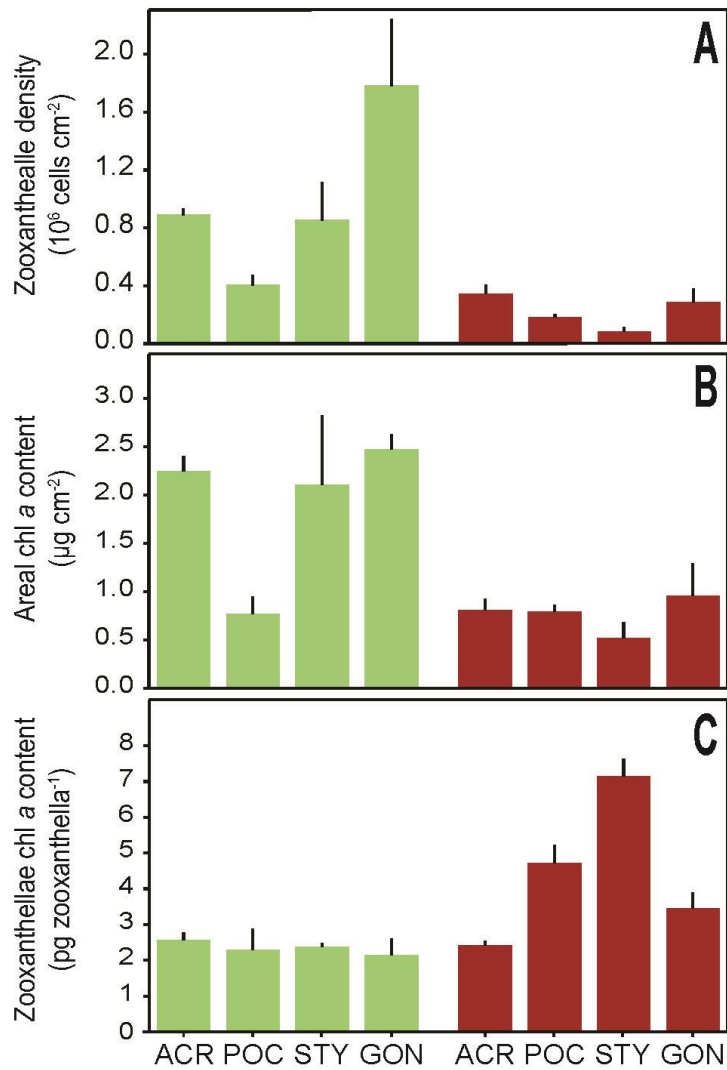 A
Zooxanthealle density
(10⁶ cells cm⁻²)
2.0
1.6
1.2
0.8
0.4
0.0
B
Areal chl a content
(µg cm⁻²)
3.0
2.5
2.0
1.5
1.0
0.5
0.0
C
Zooxanthellae chl a content
(pg zooxanthella⁻¹)
8
7
6
5
4
3
2
1
0
ACR POC STY GON ACR POC STY GON